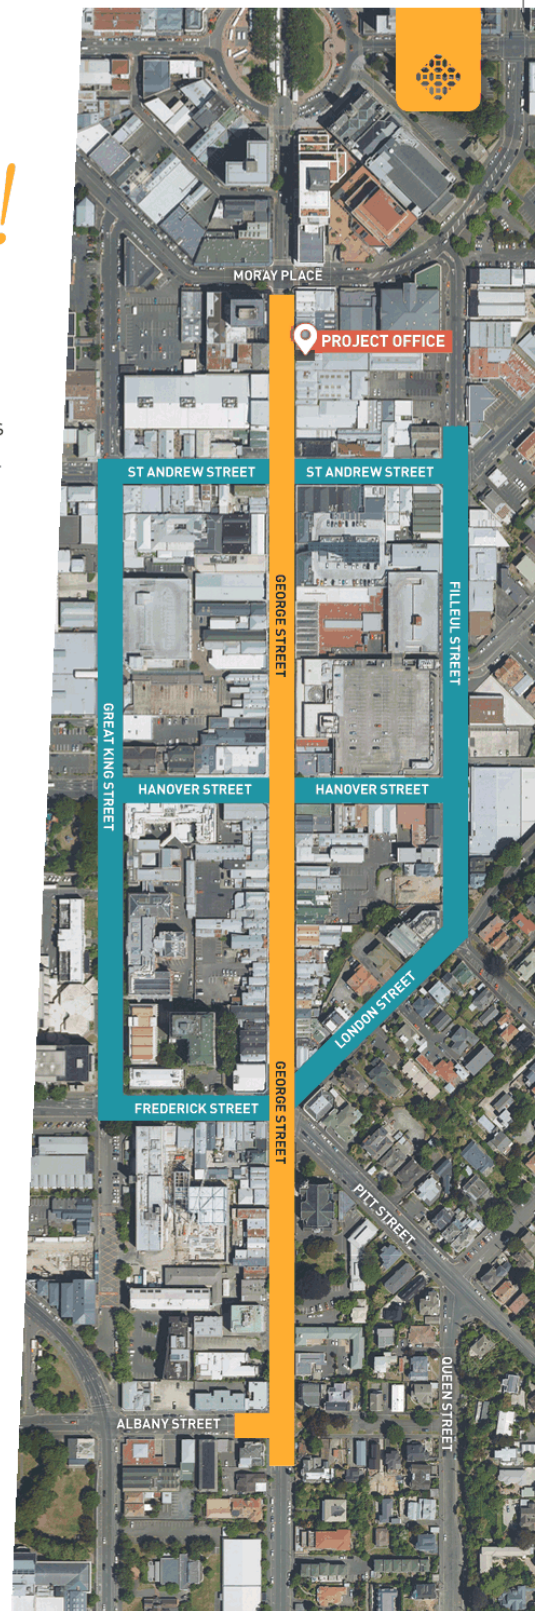 !
s
MORAY PLACE
PROJECT OFFICE
ST ANDREW STREET
ST ANDREW STREET
GEORGE STREET
FILLEUL STREET
GREAT KING STREET
HANOVER STREET
HANOVER STREET
LONDON STREET
GEORGE STREET
FREDERICK STREET
PITT STREET
QUEEN STREET
ALBANY STREET